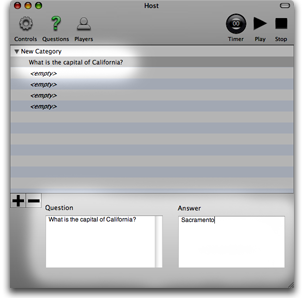 Host
00
Controls Questions Players Timer Play Stop
New Category
What is the capital of California?
<empty>
<empty>
<empty>
<empty>
Question Answer
What is the capital of California? Sacramento